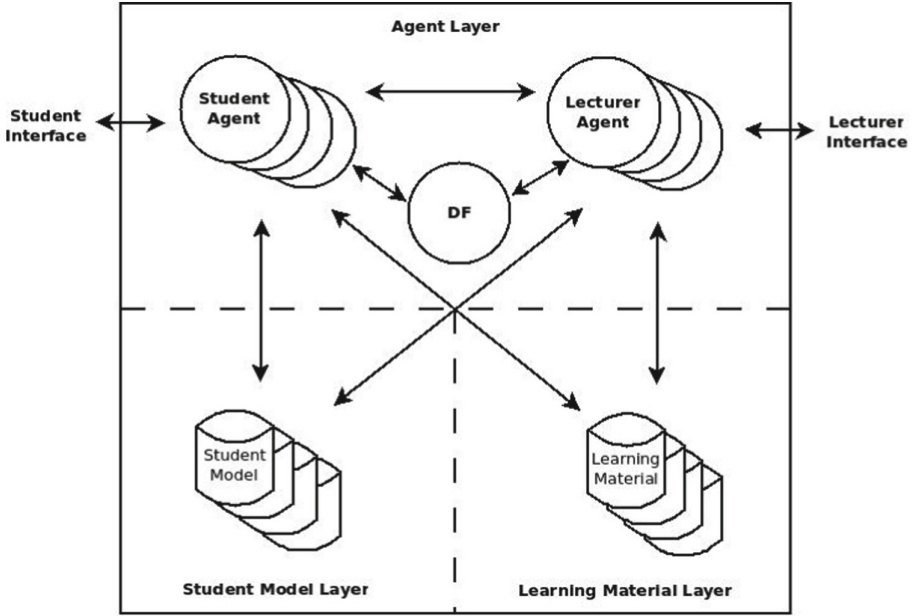 Agent Layer
Student
Agent
Lecturer
Agent
Student
Interface
Lecturer
Interface
DF
Student
Model
Learning
Material
Student Model Layer
Learning Material Layer